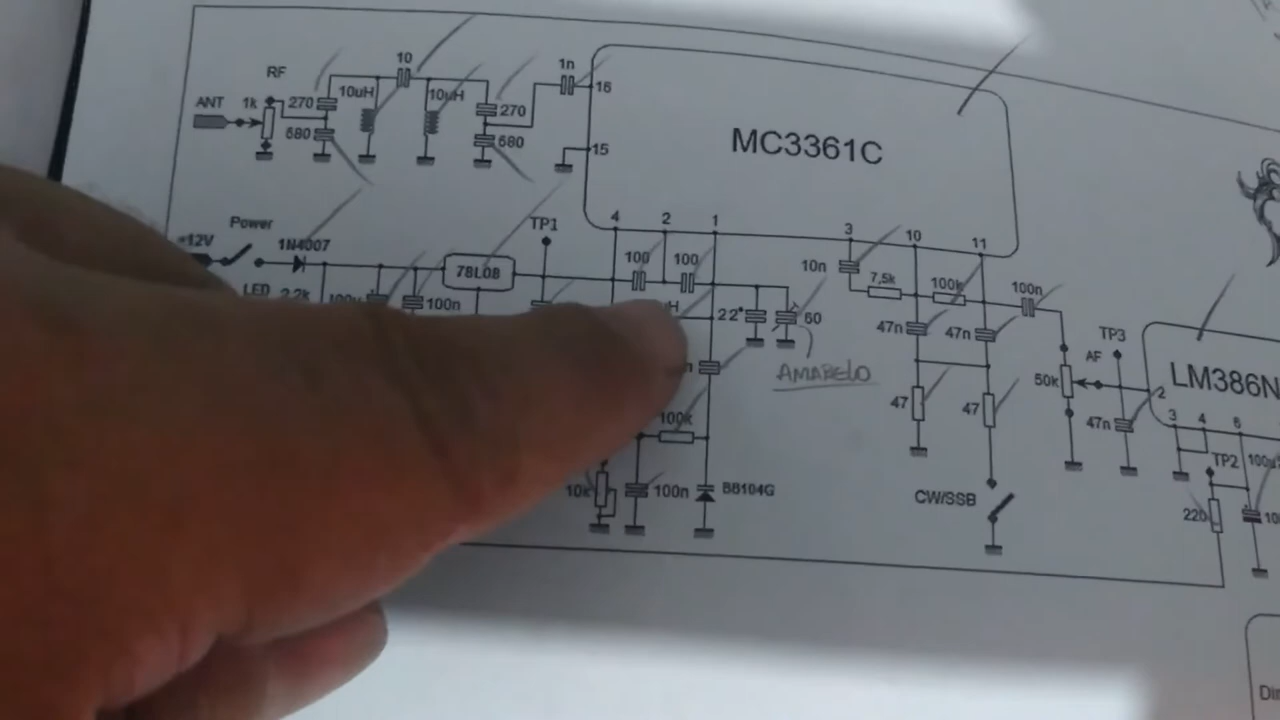 RF
10
1n
ANT
1k
270
10uH
10uH
270
680
680
16
15
MC3361C
4
2
1
3
10
11
Power
+12V
1N4007
LED
2.2k
100n
78L08
TP1
100
100
22*
60
AMARELO
10n
7,5k
100k
100n
47n
47n
47
47
CW/SSB
50k
AF
TP3
47n
2
LM386N
3
4
6
TP2
220
100k
10k
100n
BB104G